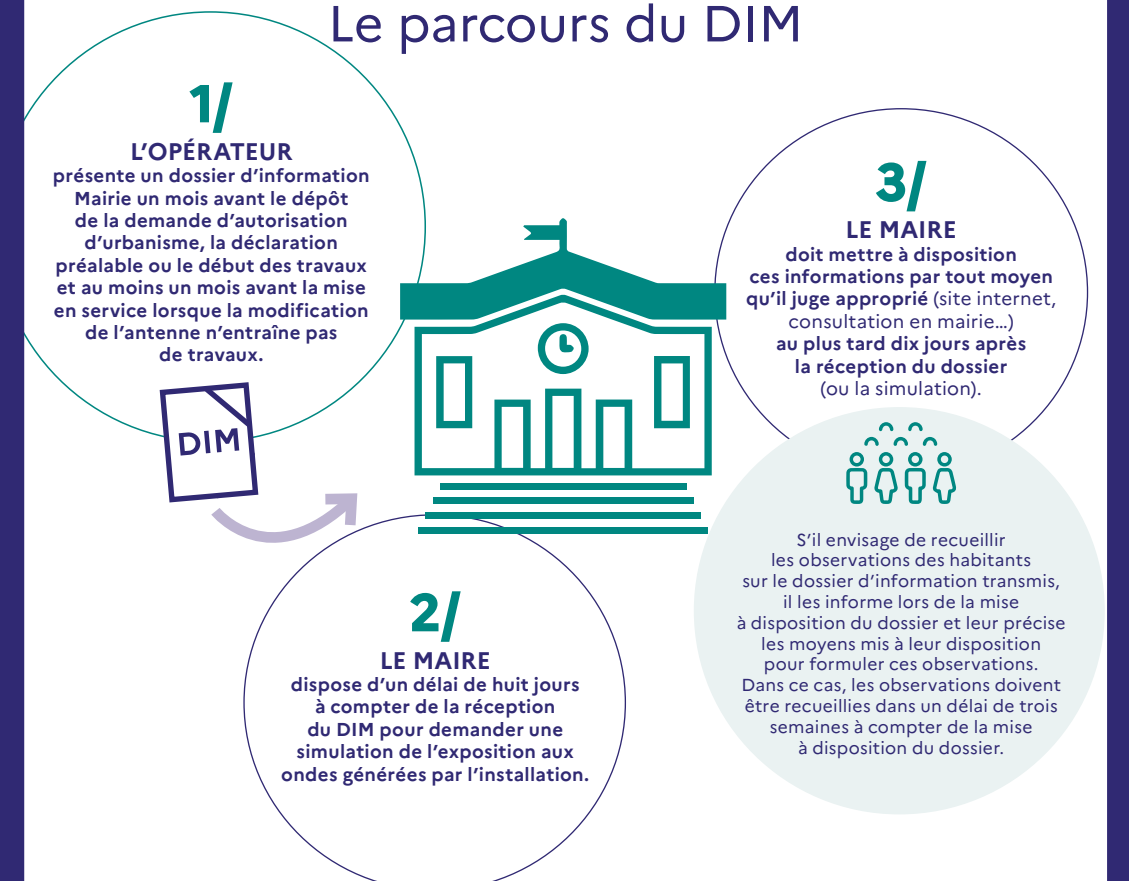 Le parcours du DIM
1/
L'OPÉRATEUR
présente un dossier d'information
Mairie un mois avant le dépôt
de la demande d'autorisation
d'urbanisme, la déclaration
préalable ou le début des travaux
et au moins un mois avant la mise
en service lorsque la modification
de l'antenne n'entraîne pas
de travaux.
DIM
2/
LE MAIRE
dispose d'un délai de huit jours
à compter de la réception
du DIM pour demander une
simulation de l'exposition aux
ondes générées par l'installation.
3/
LE MAIRE
doit mettre à disposition
ces informations par tout moyen
qu'il juge approprié (site internet,
consultation en mairie…)
au plus tard dix jours après
la réception du dossier
(ou la simulation).
S'il envisage de recueillir
les observations des habitants
sur le dossier d'information transmis,
il les informe lors de la mise
à disposition du dossier et leur précise
les moyens mis à leur disposition
pour formuler ces observations.
Dans ce cas, les observations doivent
être recueillies dans un délai de trois
semaines à compter de la mise
à disposition du dossier.